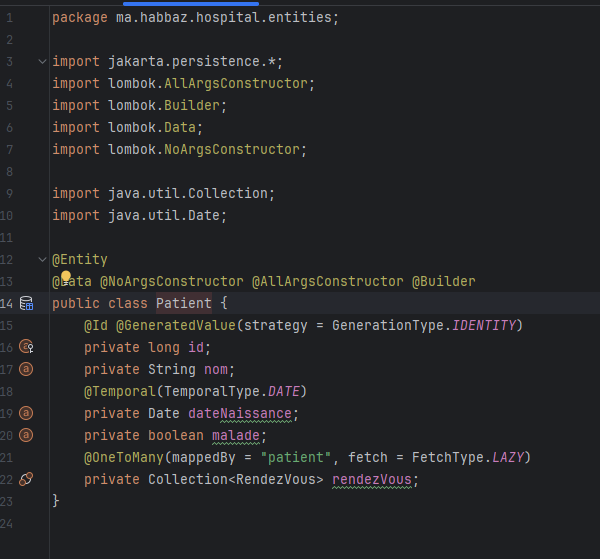 1 package ma.habbaz.hospital.entities;
2
3 import jakarta.persistence.*;
4 import lombok.AllArgsConstructor;
5 import lombok.Builder;
6 import lombok.Data;
7 import lombok.NoArgsConstructor;
8
9 import java.util.Collection;
10 import java.util.Date;
11
12 @Entity
13 @Data @NoArgsConstructor @AllArgsConstructor @Builder
14 public class Patient {
15 @Id @GeneratedValue(strategy = GenerationType.IDENTITY)
16 private long id;
17 private String nom;
18 @Temporal(TemporalType.DATE)
19 private Date dateNaissance;
20 private boolean malade;
21 @OneToMany(mappedBy = "patient", fetch = FetchType.LAZY)
22 private Collection<RendezVous> rendezVous;
23 }
24